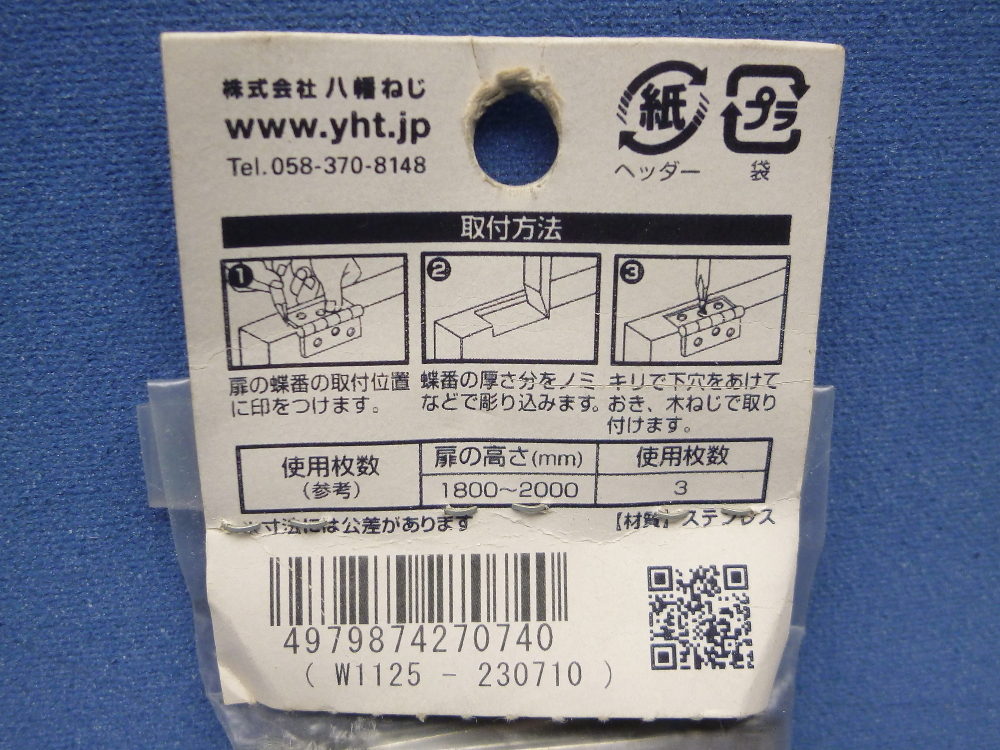 株式会社 八幡ねじ
www.yht.jp
Tel.058-370-8148
紙
ヘッダー
プラ
袋
取付方法
1
扉の蝶番の取付位置
に印をつけます。
2
蝶番の厚さ分をノミ
などで彫り込みます。
3
キリで下穴をあけて
おき、木ねじで取り
付けます。
使用枚数
(参考)
扉の高さ(mm)
使用枚数
1800～2000
3
※寸法には公差があります
【材質】ステンレス
4979874270740
( W1125 - 230710 )